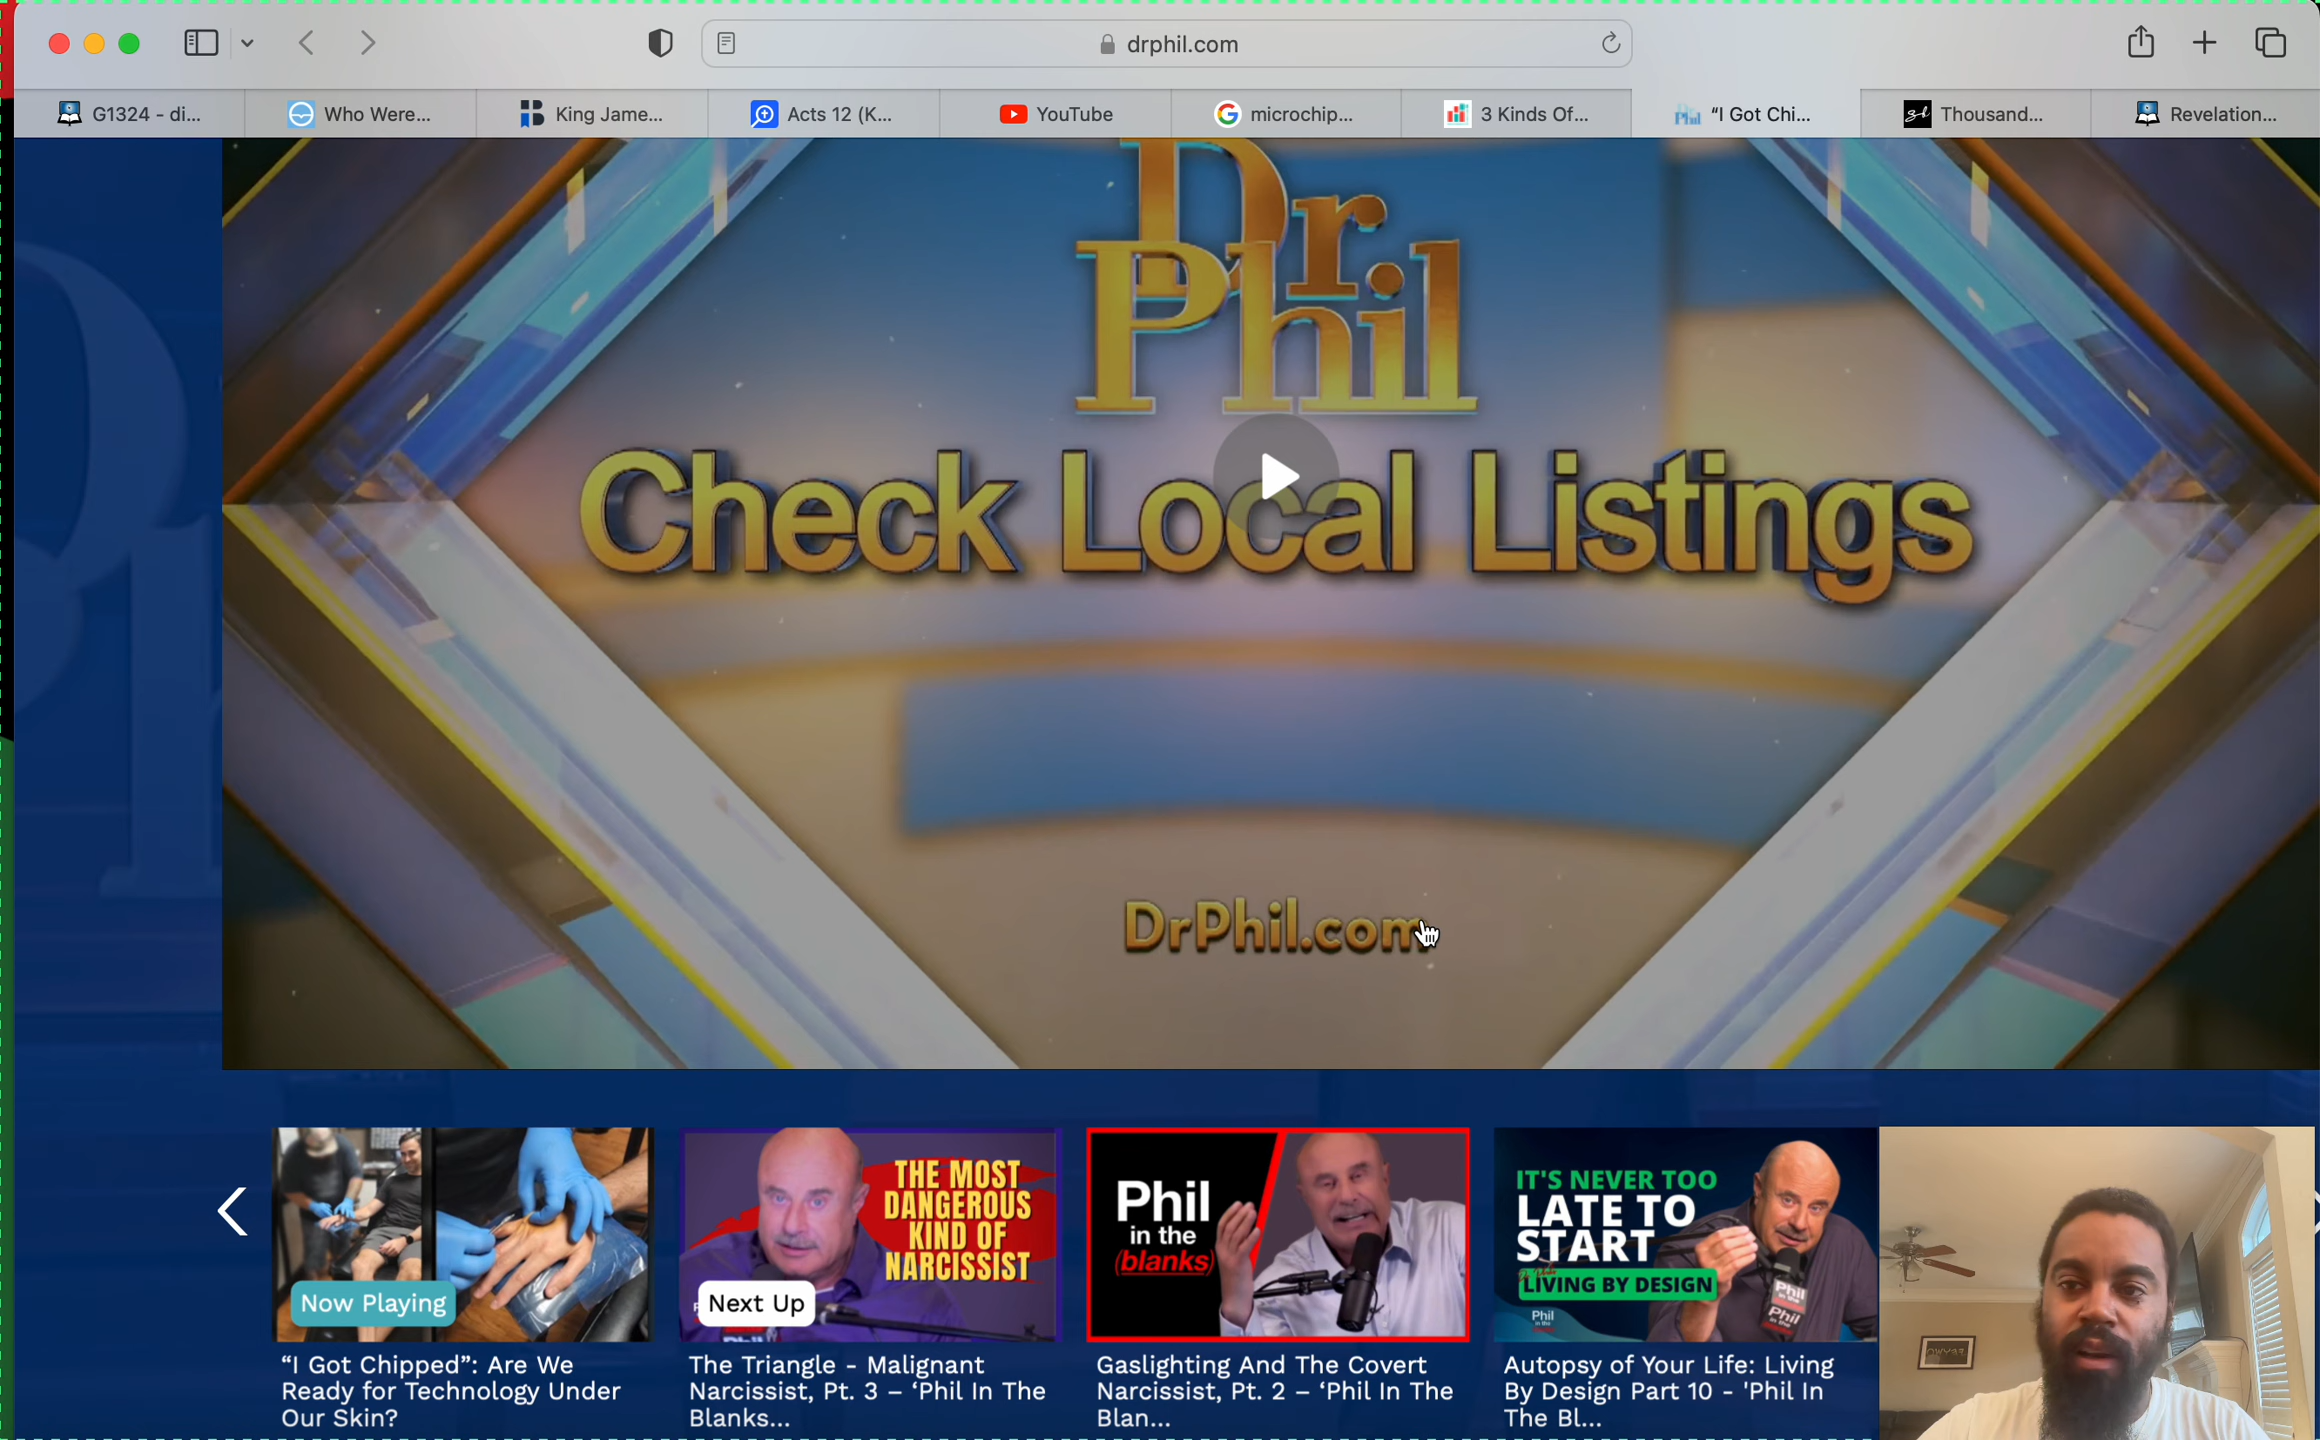 drphil.com
G1324 - di...
Who Were...
King Jame...
Acts 12 (K...
YouTube
microchip...
3 Kinds Of...
“I Got Chi...
Thousand...
Revelation...
Dr
Phil
Check Local Listings
DrPhil.com
Now Playing
THE MOST
DANGEROUS
KIND OF
NARCISSIST
Next Up
Phil
in the
(blanks)
IT'S NEVER TOO
LATE TO
START
LIVING BY DESIGN
Phil
“I Got Chipped”: Are We
Ready for Technology Under
Our Skin?
The Triangle - Malignant
Narcissist, Pt. 3 – ‘Phil In The
Blanks...
Gaslighting And The Covert
Narcissist, Pt. 2 – ‘Phil In The
Blan...
Autopsy of Your Life: Living
By Design Part 10 - 'Phil In
The Bl...